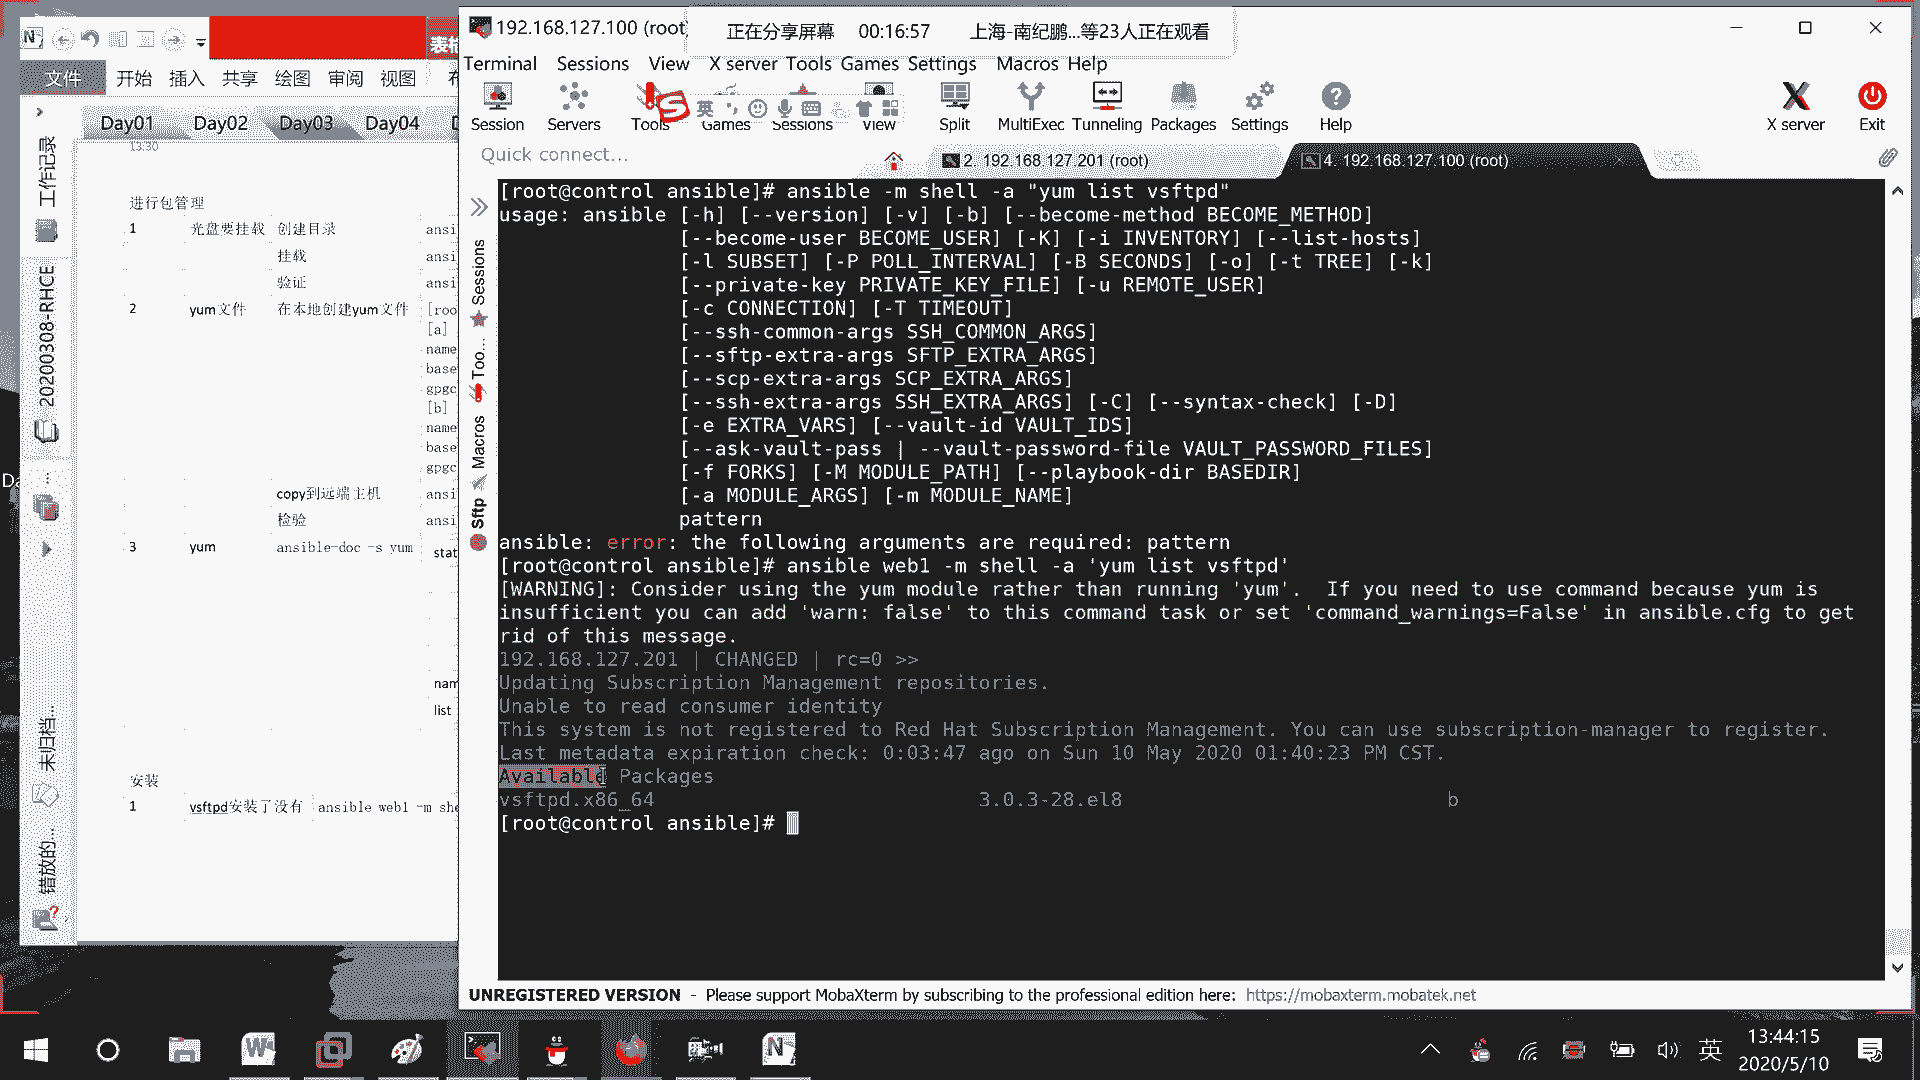 192.168.127.100 (root)
正在分享屏幕 00:16:57 上海-南纪鹏...等23人正在观看
文件 开始 插入 共享 绘图 审阅 视图
Terminal Sessions View X server Tools Games Settings Macros Help
Session Servers Tools Games Sessions View Split MultiExec Tunneling Packages Settings Help X server Exit
英
Day01 Day02 Day03 Day04
Quick connect...
2. 192.168.127.201 (root)
4. 192.168.127.100 (root)
工作记录
20200308-RHCE
未归档...
错放的...
13:30
进行包管理
1 光盘要挂载 创建目录 ansi
挂载 ansi
验证 ansi
2 yum文件 在本地创建yum文件 [roo
[a]
name
base
gpgc
[b]
name
base
gpgc
copy到远端主机 ansi
检验 ansi
3 yum ansible-doc -s yum stat
nam
list
安装
1 vsftpd安装了没有 ansible web1 -m she
Sessions
Too...
Macros
Sftp
[root@control ansible]# ansible -m shell -a "yum list vsftpd"
usage: ansible [-h] [--version] [-v] [-b] [--become-method BECOME_METHOD]
[--become-user BECOME_USER] [-K] [-i INVENTORY] [--list-hosts]
[-l SUBSET] [-P POLL_INTERVAL] [-B SECONDS] [-o] [-t TREE] [-k]
[--private-key PRIVATE_KEY_FILE] [-u REMOTE_USER]
[-c CONNECTION] [-T TIMEOUT]
[--ssh-common-args SSH_COMMON_ARGS]
[--sftp-extra-args SFTP_EXTRA_ARGS]
[--scp-extra-args SCP_EXTRA_ARGS]
[--ssh-extra-args SSH_EXTRA_ARGS] [-C] [--syntax-check] [-D]
[-e EXTRA_VARS] [--vault-id VAULT_IDS]
[--ask-vault-pass | --vault-password-file VAULT_PASSWORD_FILES]
[-f FORKS] [-M MODULE_PATH] [--playbook-dir BASEDIR]
[-a MODULE_ARGS] [-m MODULE_NAME]
pattern
ansible: error: the following arguments are required: pattern
[root@control ansible]# ansible web1 -m shell -a 'yum list vsftpd'
[WARNING]: Consider using the yum module rather than running 'yum'.  If you need to use command because yum is
insufficient you can add 'warn: false' to this command task or set 'command_warnings=False' in ansible.cfg to get
rid of this message.
192.168.127.201 | CHANGED | rc=0 >>
Updating Subscription Management repositories.
Unable to read consumer identity
This system is not registered to Red Hat Subscription Management. You can use subscription-manager to register.
Last metadata expiration check: 0:03:47 ago on Sun 10 May 2020 01:40:23 PM CST.
Available Packages
vsftpd.x86_64 3.0.3-28.el8 b
[root@control ansible]#
UNREGISTERED VERSION - Please support MobaXterm by subscribing to the professional edition here: https://mobaxterm.mobatek.net
英
13:44:15
2020/5/10